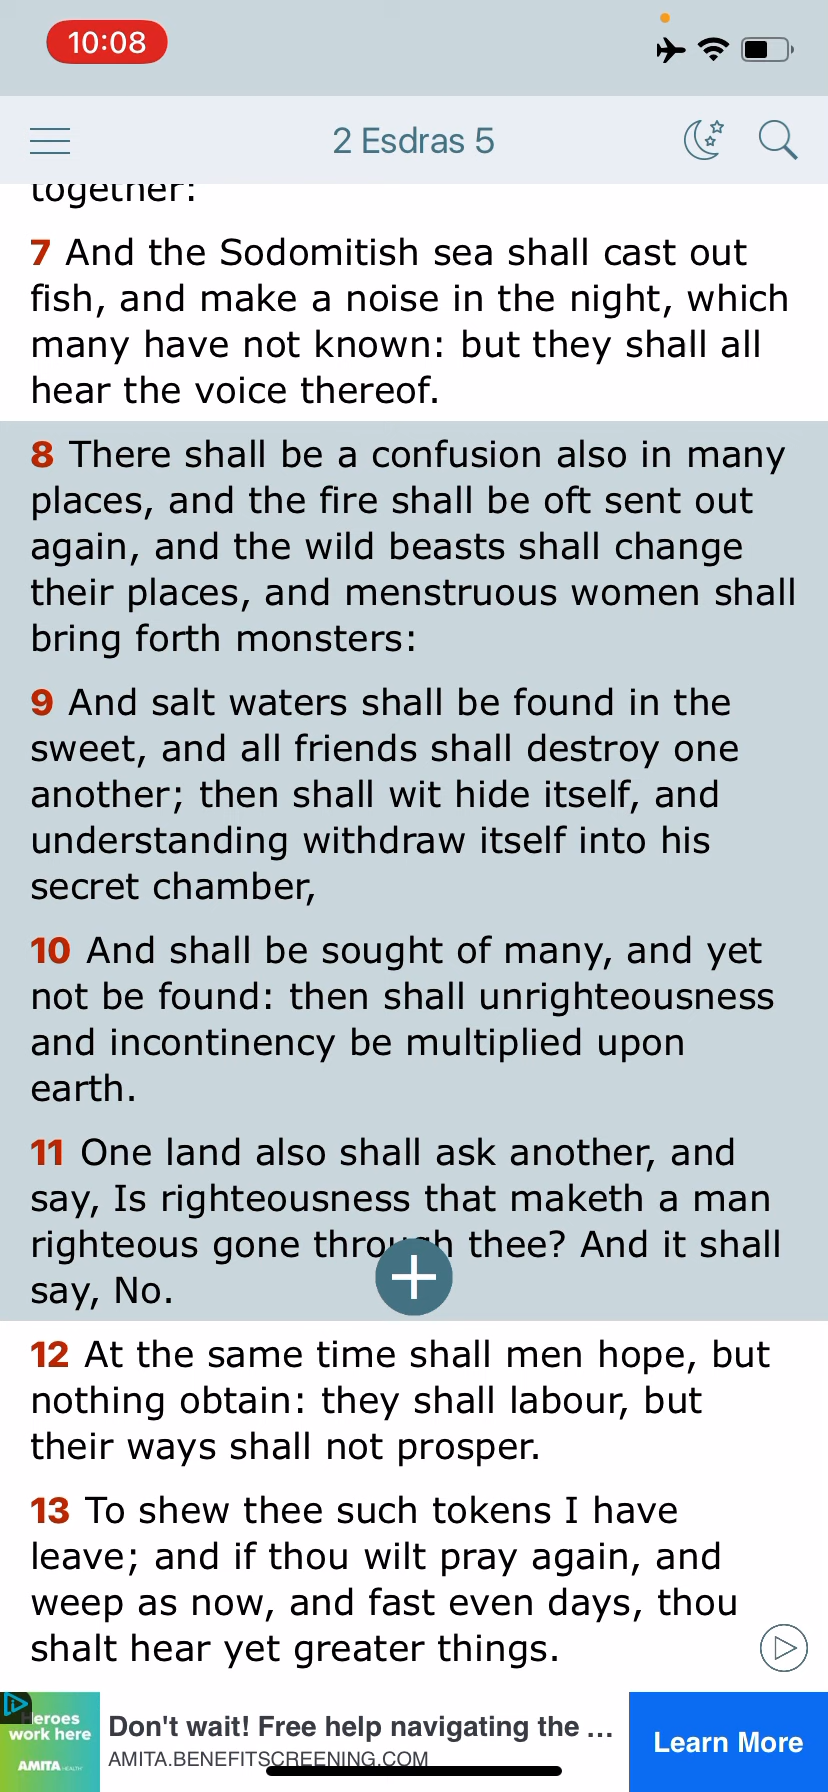 10:08
2 Esdras 5
together:
7 And the Sodomitish sea shall cast out
fish, and make a noise in the night, which
many have not known: but they shall all
hear the voice thereof.
8 There shall be a confusion also in many
places, and the fire shall be oft sent out
again, and the wild beasts shall change
their places, and menstruous women shall
bring forth monsters:
9 And salt waters shall be found in the
sweet, and all friends shall destroy one
another; then shall wit hide itself, and
understanding withdraw itself into his
secret chamber,
10 And shall be sought of many, and yet
not be found: then shall unrighteousness
and incontinency be multiplied upon
earth.
11 One land also shall ask another, and
say, Is righteousness that maketh a man
righteous gone through thee? And it shall
say, No.
12 At the same time shall men hope, but
nothing obtain: they shall labour, but
their ways shall not prosper.
13 To shew thee such tokens I have
leave; and if thou wilt pray again, and
weep as now, and fast even days, thou
shalt hear yet greater things.
Heroes
work here
AMITA HEALTH
Don't wait! Free help navigating the ...
AMITA.BENEFITSCREENING.COM
Learn More